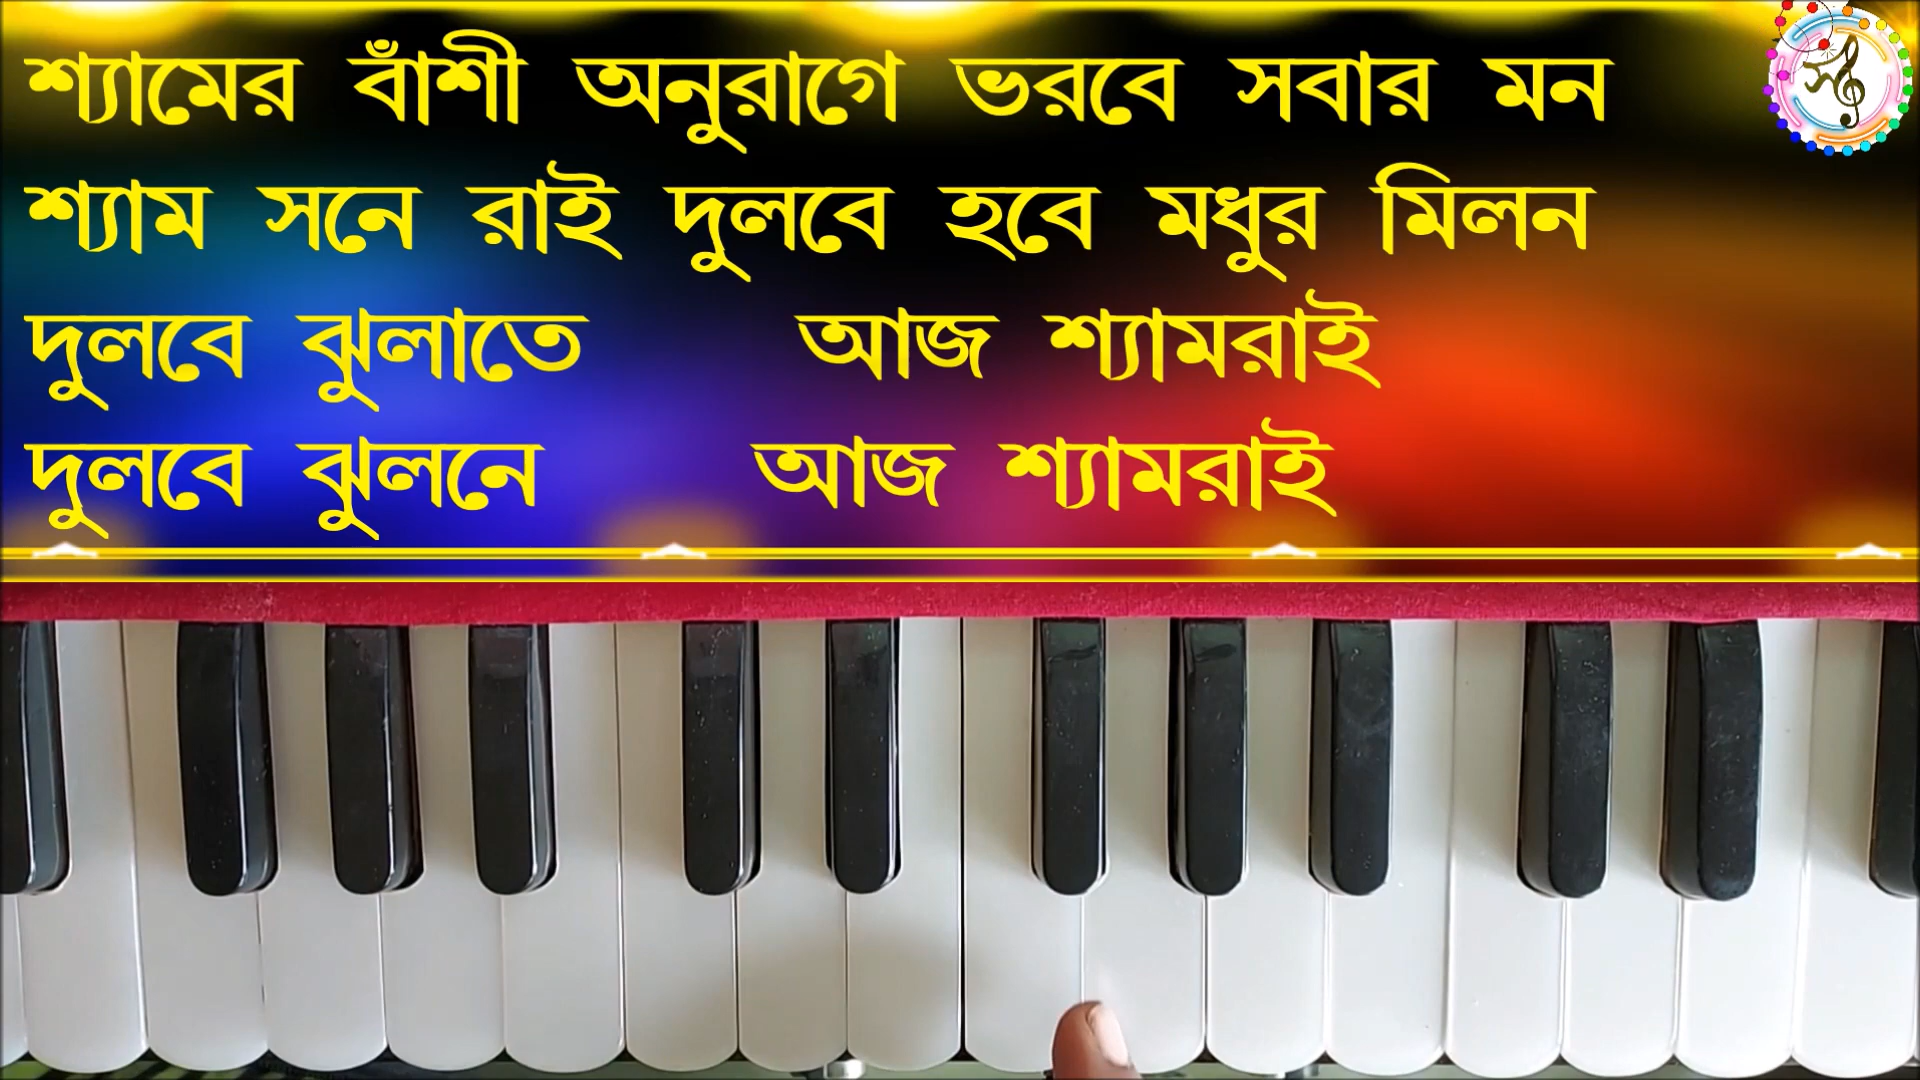 শ্যামের বাঁশী অনুরাগে ভরবে সবার মন
শ্যাম সনে রাই দুলবে হবে মধুর মিলন
দুলবে ঝুলাতে আজ শ্যামরাই
দুলবে ঝুলনে আজ শ্যামরাই